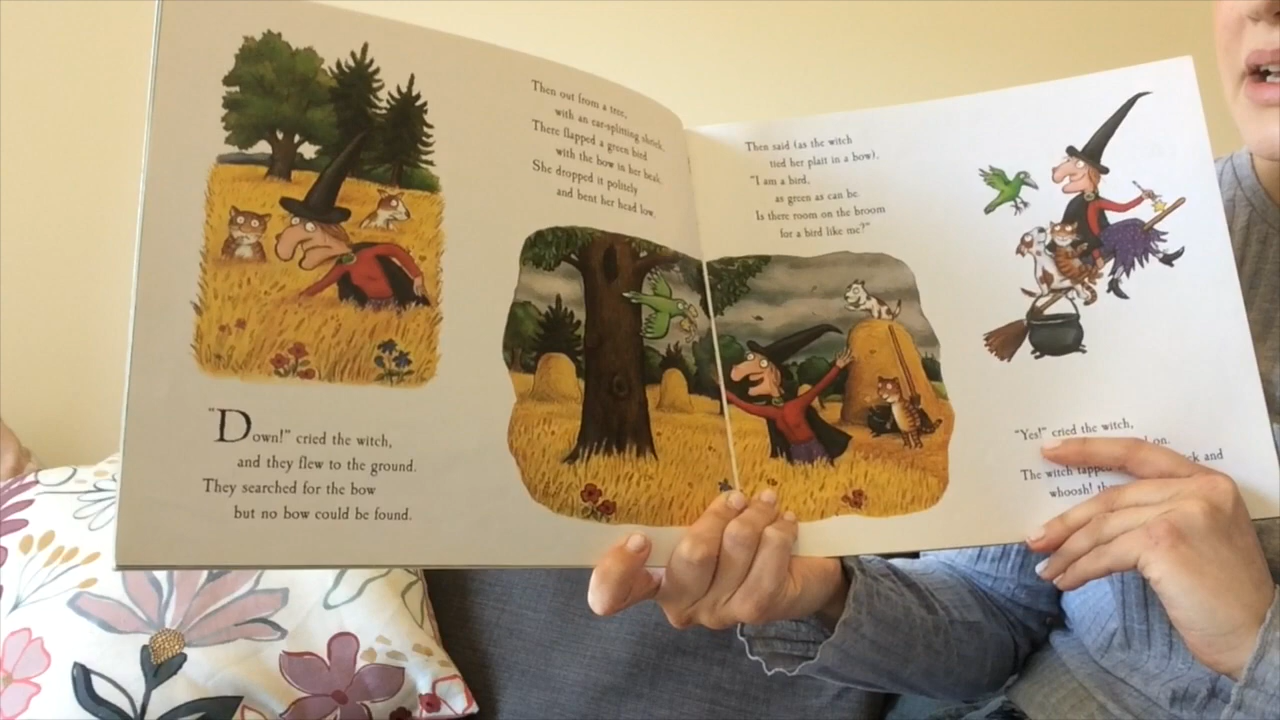 "Down!" cried the witch,
and they flew to the ground.
They searched for the bow
but no bow could be found.
Then out from a tree,
with an ear-splitting shriek,
There flapped a green bird
with the bow in her beak.
She dropped it politely
and bent her head low,
Then said (as the witch
tied her plait in a bow),
"I am a bird,
as green as can be.
Is there room on the broom
for a bird like me?"
"Yes!" cried the witch,
on.
The witch tapped and
whoosh!